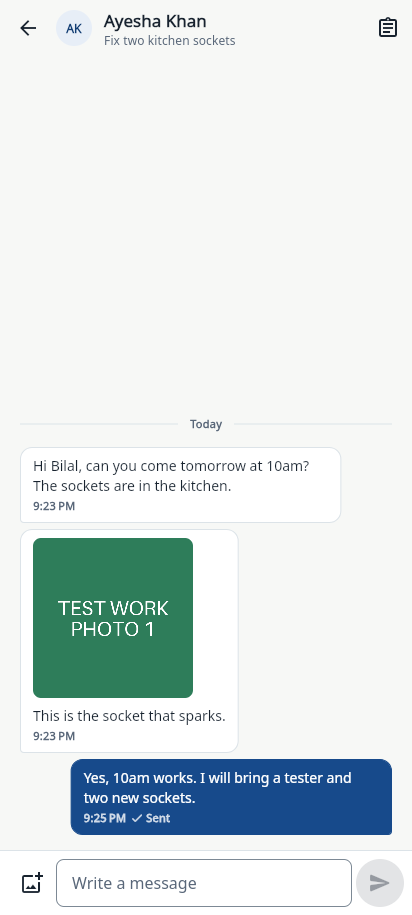 Ayesha Khan
AK
Fix two kitchen sockets
Today
Hi Bilal, can you come tomorrow at 10am?
The sockets are in the kitchen.
9:23 PM
TEST WORK
PHOTO 1
This is the socket that sparks.
9:23 PM
Yes, 10am works. I will bring a tester and
two new sockets.
9:25 PM Sent
Write a message